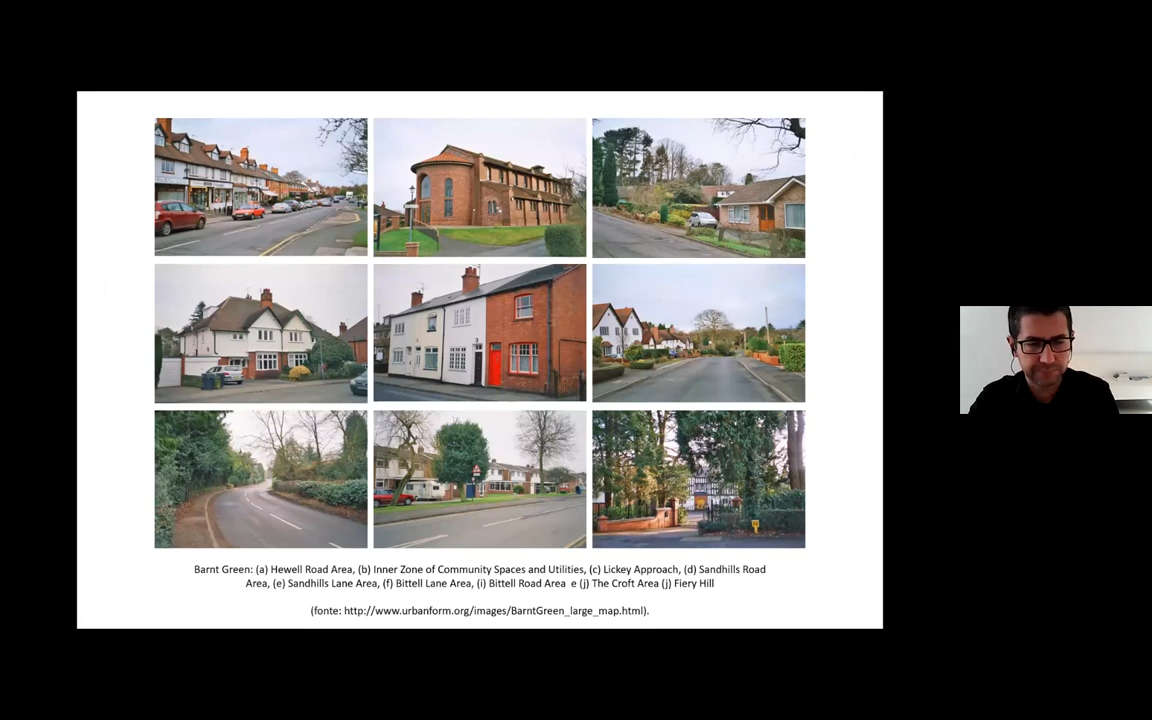 Barnt Green: (a) Hewell Road Area, (b) Inner Zone of Community Spaces and Utilities, (c) Lickey Approach, (d) Sandhills Road
Area, (e) Sandhills Lane Area, (f) Bittell Lane Area, (i) Bittell Road Area e (j) The Croft Area (j) Fiery Hill
(fonte: http://www.urbanform.org/images/BarntGreen_large_map.html).